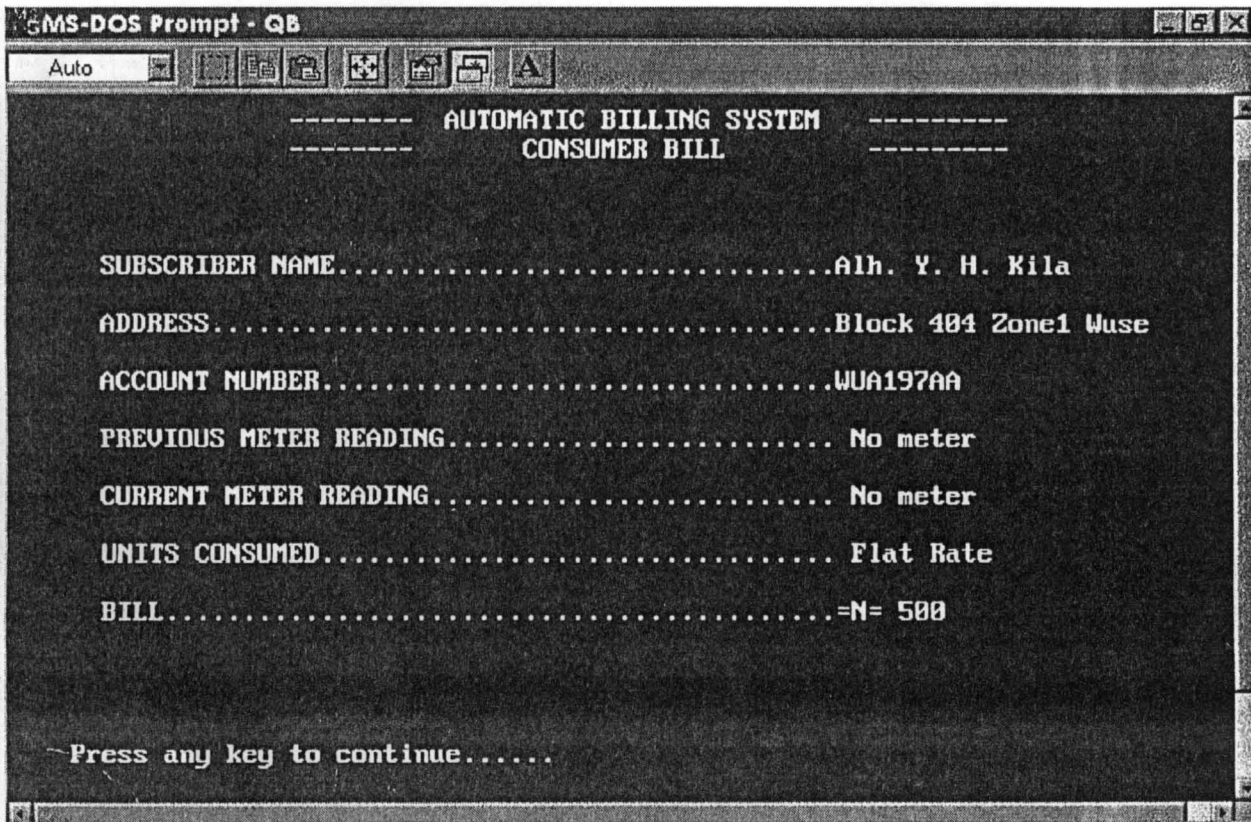 MS-DOS Prompt - QB
Auto
A
-------- AUTOMATIC BILLING SYSTEM ---------
-------- CONSUMER BILL ---------
SUBSCRIBER NAME................................Alh. Y. H. Kila
ADDRESS........................................Block 404 Zone1 Wuse
ACCOUNT NUMBER.................................WUA197AA
PREVIOUS METER READING......................... No meter
CURRENT METER READING.......................... No meter
UNITS CONSUMED................................. Flat Rate
BILL...........................................=N= 500
Press any key to continue......